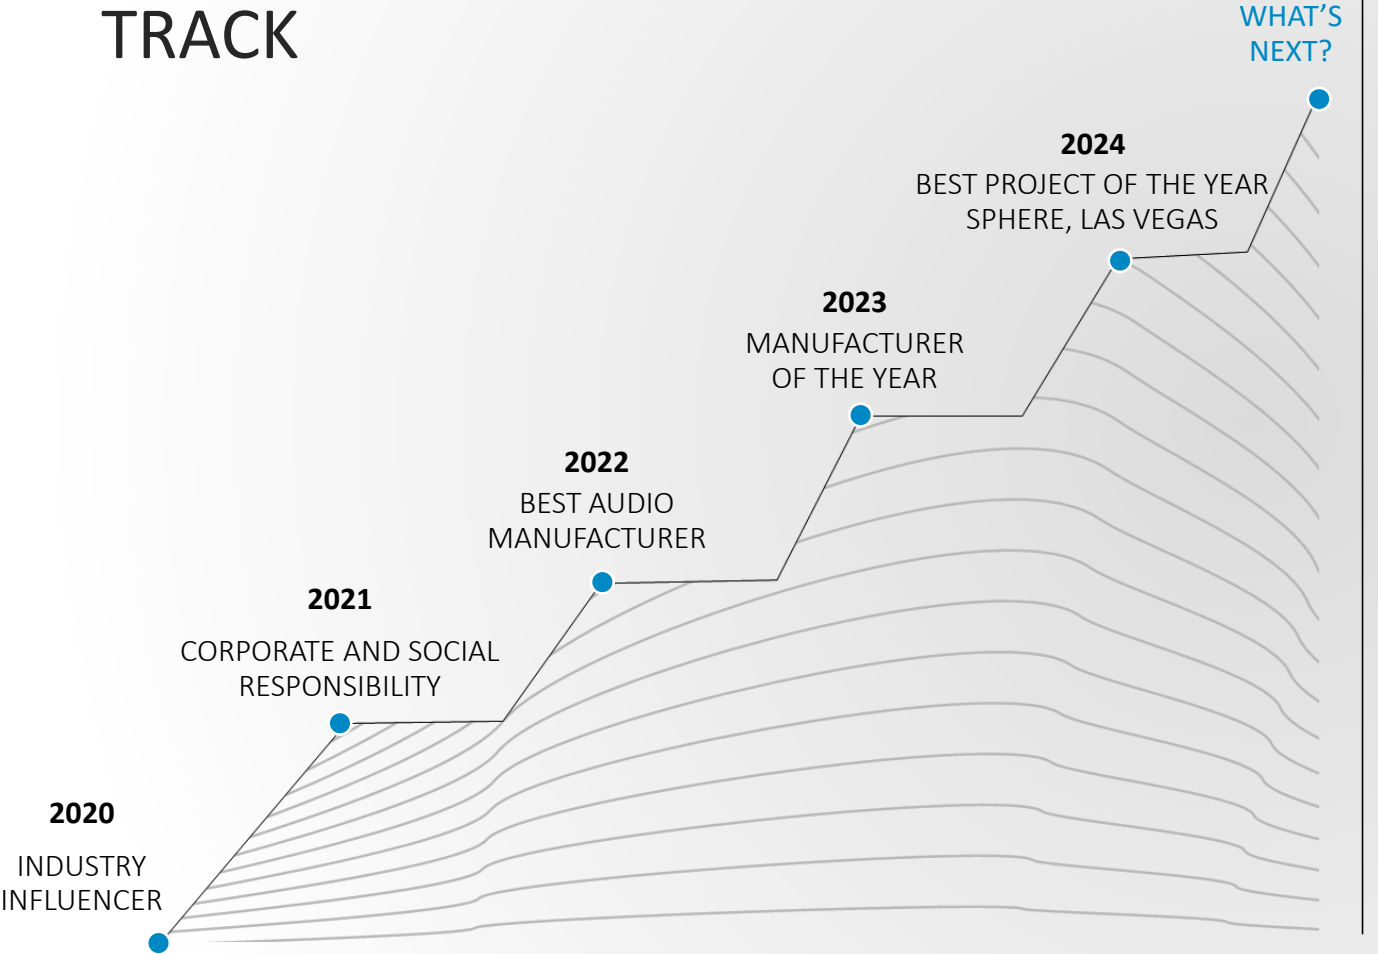 TRACK
WHAT'S
NEXT?
2024
BEST PROJECT OF THE YEAR
SPHERE, LAS VEGAS
2023
MANUFACTURER
OF THE YEAR
2022
BEST AUDIO
MANUFACTURER
2021
CORPORATE AND SOCIAL
RESPONSIBILITY
2020
INDUSTRY
INFLUENCER